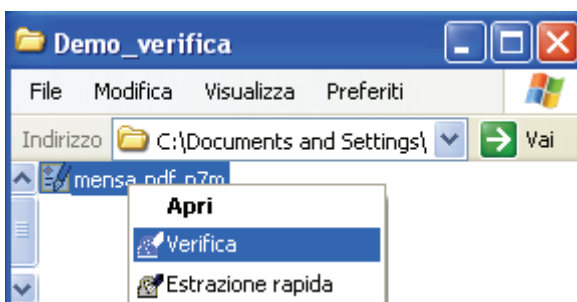 Demo_verifica
File Modifica Visualizza Preferiti
Indirizzo C:\Documents and Settings\ Vai
mensa.pdf.p7m
Apri
Verifica
Estrazione rapida